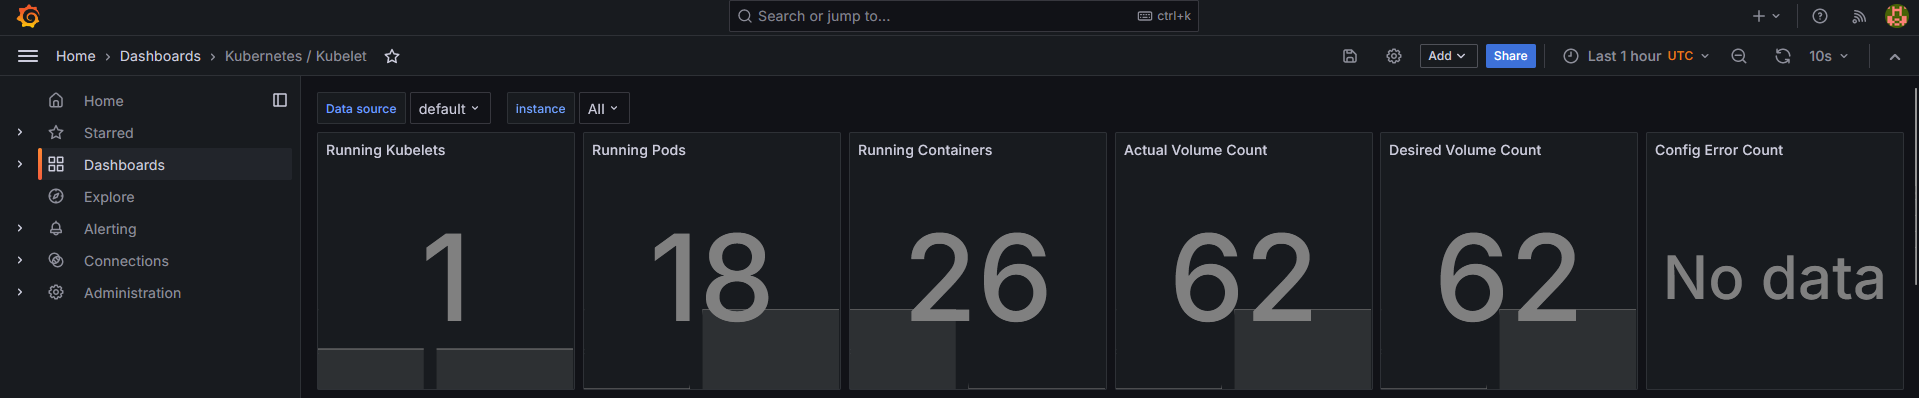 Search or jump to... ctrl+k
Home › Dashboards › Kubernetes / Kubelet Add Share Last 1 hour UTC 10s
Home
Starred
Dashboards
Explore
Alerting
Connections
Administration
Data source default instance All
Running Kubelets
1
Running Pods
18
Running Containers
26
Actual Volume Count
62
Desired Volume Count
62
Config Error Count
No data